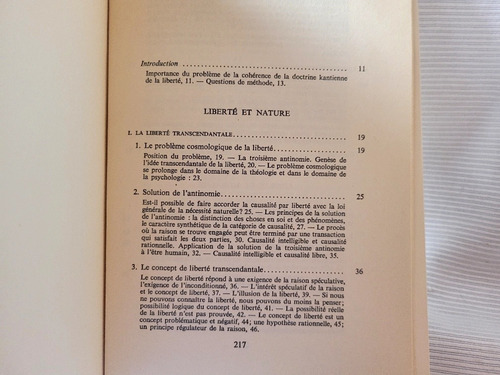 Introduction ........ 11
Importance du problème de la cohérence de la doctrine kantienne
de la liberté, 11. — Questions de méthode, 13.
LIBERTÉ ET NATURE
I. LA LIBERTÉ TRANSCENDANTALE ........ 19
1. Le problème cosmologique de la liberté ........ 19
Position du problème, 19. — La troisième antinomie. Genèse de
l'idée transcendantale de la liberté, 20. — Le problème cosmologique
se prolonge dans le domaine de la théologie et dans le domaine de
la psychologie : 23.
2. Solution de l'antinomie ........ 25
Est-il possible de faire accorder la causalité par liberté avec la loi
générale de la nécessité naturelle? 25. — Les principes de la solution
de l'antinomie : la distinction des choses en soi et des phénomènes,
le caractère synthétique de la catégorie de causalité, 27. — Le procès
où la raison se trouve engagée peut être terminé par une transaction
qui satisfait les deux parties, 30. Causalité intelligible et causalité
rationnelle. Application de la solution de la troisième antinomie
à l'être humain, 32. — Causalité intelligible et causalité libre, 35.
3. Le concept de liberté transcendantale ........ 36
Le concept de liberté répond à une exigence de la raison spéculative,
l'exigence de l'inconditionné, 36. — L'intérêt spéculatif de la raison
et le concept de liberté, 37. — L'illusion de la liberté, 39. — Si nous
ne pouvons connaître la liberté, nous pouvons du moins la penser;
possibilité logique du concept de liberté, 41. — La possibilité réelle
de la liberté n'est pas prouvée, 42. — Le concept de liberté est un
concept problématique et négatif, 44; une hypothèse rationnelle, 45;
un principe régulateur de la raison, 46.
217